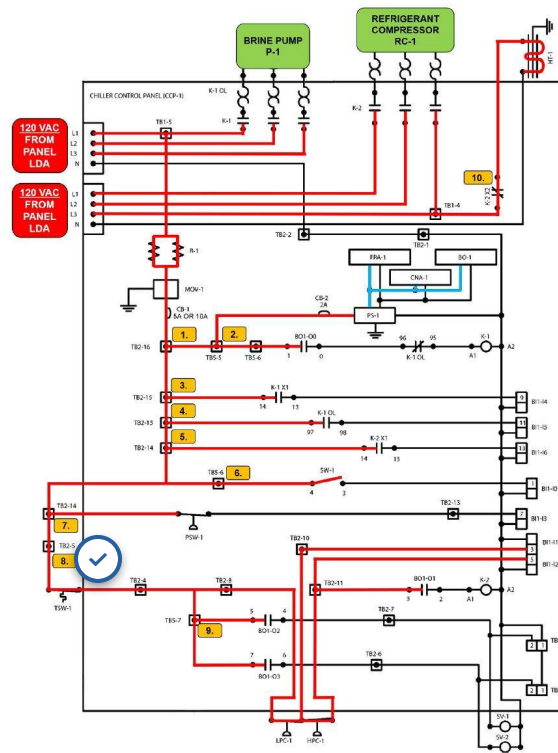 REFRIGERANT
COMPRESSOR
RC-1
BRINE PUMP
P-1
HT-1
CHILLER CONTROL PANEL (CCP-1)
K-1 OL
K-1
K-2
120 VAC
FROM
PANEL
LDA
L1
L2
L3
N
TB1-5
120 VAC
FROM
PANEL
LDA
L1
L2
L3
N
10.
K-2 X2
TB1-4
TB2-2
TB2-1
R-1
FRA-1
BO-1
CNA-1
MOV-1
CB-1
5A OR 10A
CB-2
2A
PS-1
1.
2.
TB2-16
TB5-5
TB5-6
BO1-O0
1
0
96
95
K-1 OL
K-1
A1
A2
3.
TB2-15
K-1 X1
14
13
9
BI1-I4
4.
TB2-15
K-1 OL
97
98
11
BI1-I5
5.
TB2-14
K-2 X1
14
13
13
BI1-I6
6.
TB5-6
SW-1
4
3
1
BI1-I0
TB2-14
7.
PSW-1
TB2-13
7
BI1-I3
TB2-5
8.
TB2-10
3
5
BI1-I1
BI1-I2
TSW-1
TB2-4
TB2-8
TB2-11
BO1-O1
3
2
K-2
A1
A2
TB5-7
9.
5
4
BO1-O2
TB2-7
2
1
TB
7
6
BO1-O3
TB2-6
2
1
TB
LPC-1
HPC-1
SV-1
SV-2